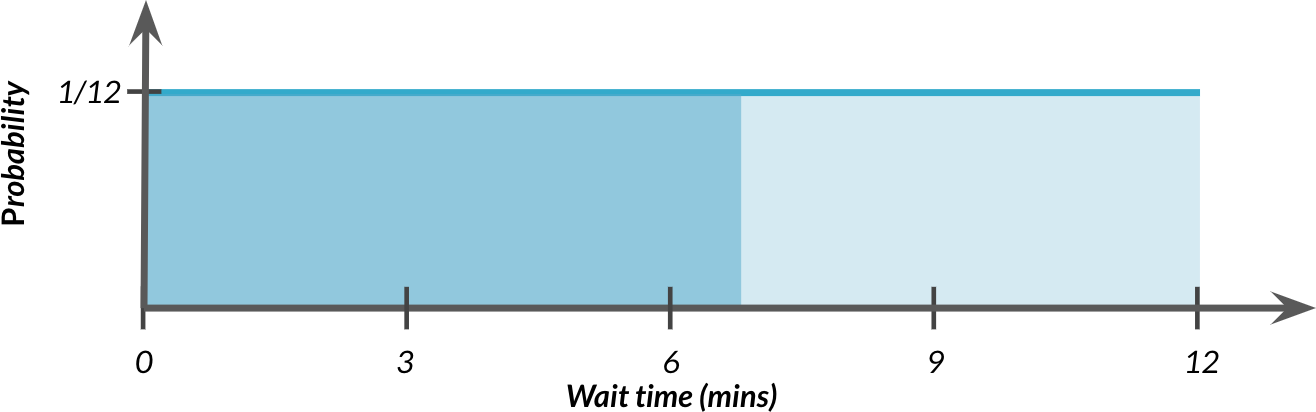 Probability
1/12
0 3 6 9 12
Wait time (mins)